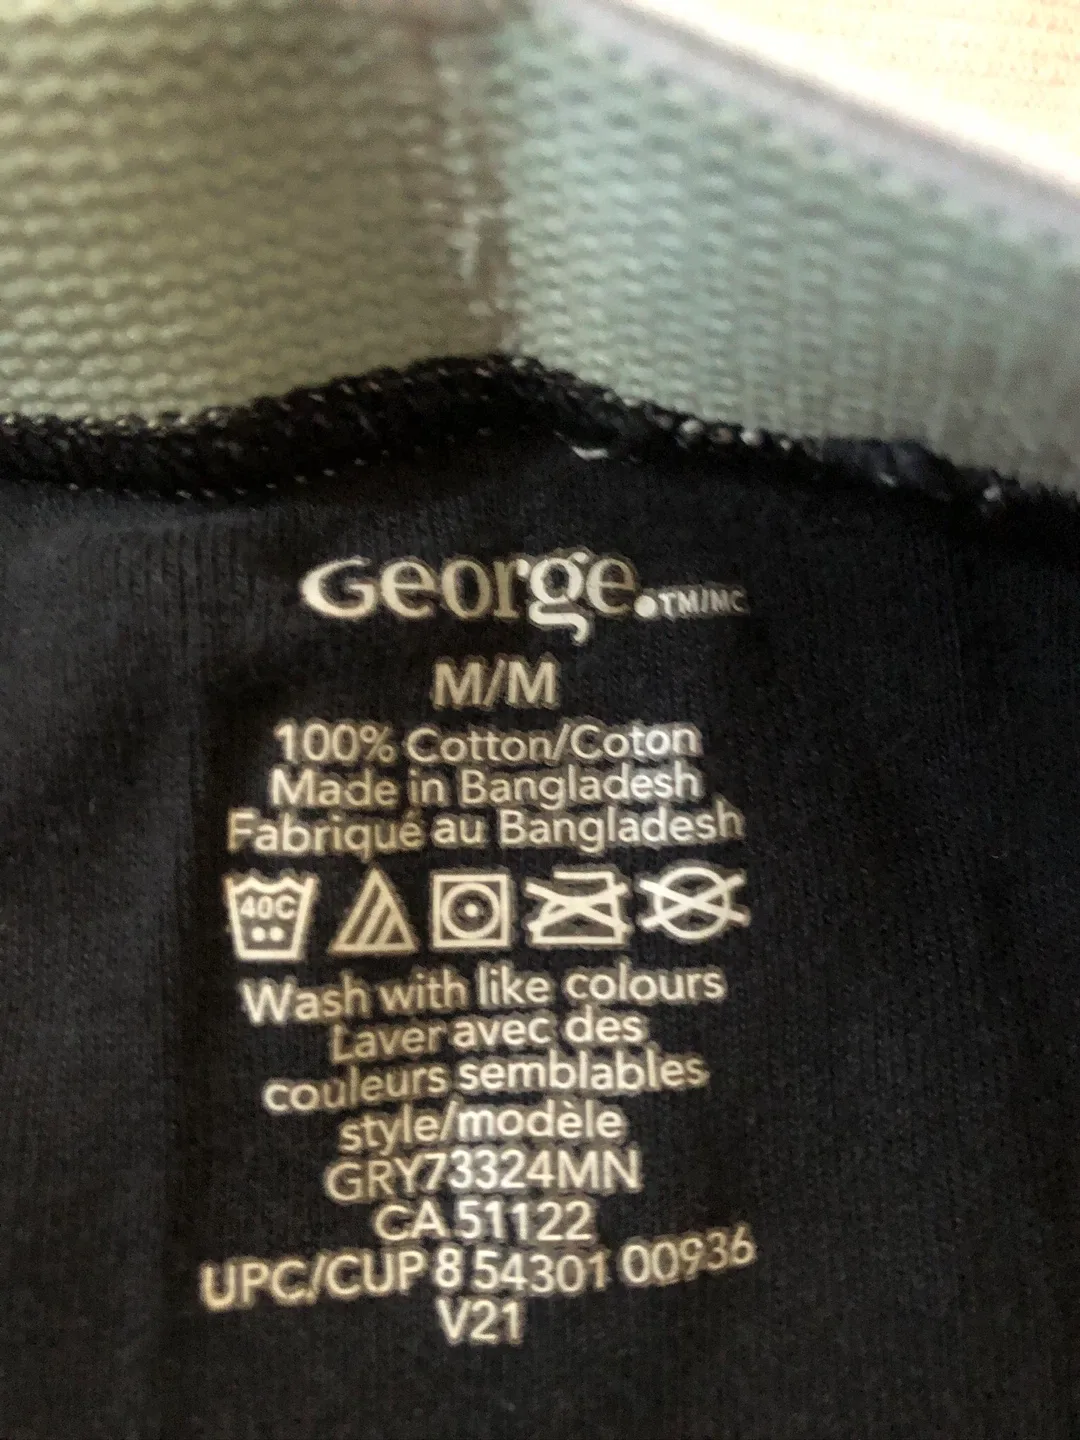 George.TM/MC
M/M
100% Cotton/Coton
Made in Bangladesh
Fabriqué au Bangladesh
40C
Wash with like colours
Laver avec des
couleurs semblables
style/modèle
GRY73324MN
CA 51122
UPC/CUP 8 54301 00936
V21